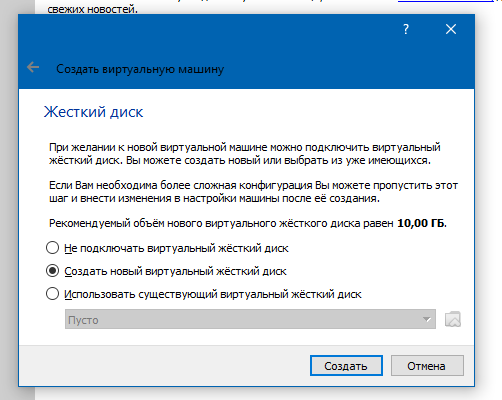 свежих новостей.
?
Создать виртуальную машину
Жесткий диск
При желании к новой виртуальной машине можно подключить виртуальный
жёсткий диск. Вы можете создать новый или выбрать из уже имеющихся.
Если Вам необходима более сложная конфигурация Вы можете пропустить этот
шаг и внести изменения в настройки машины после её создания.
Рекомендуемый объём нового виртуального жёсткого диска равен 10,00 ГБ.
Не подключать виртуальный жёсткий диск
Создать новый виртуальный жёсткий диск
Использовать существующий виртуальный жёсткий диск
Пусто
Создать
Отмена